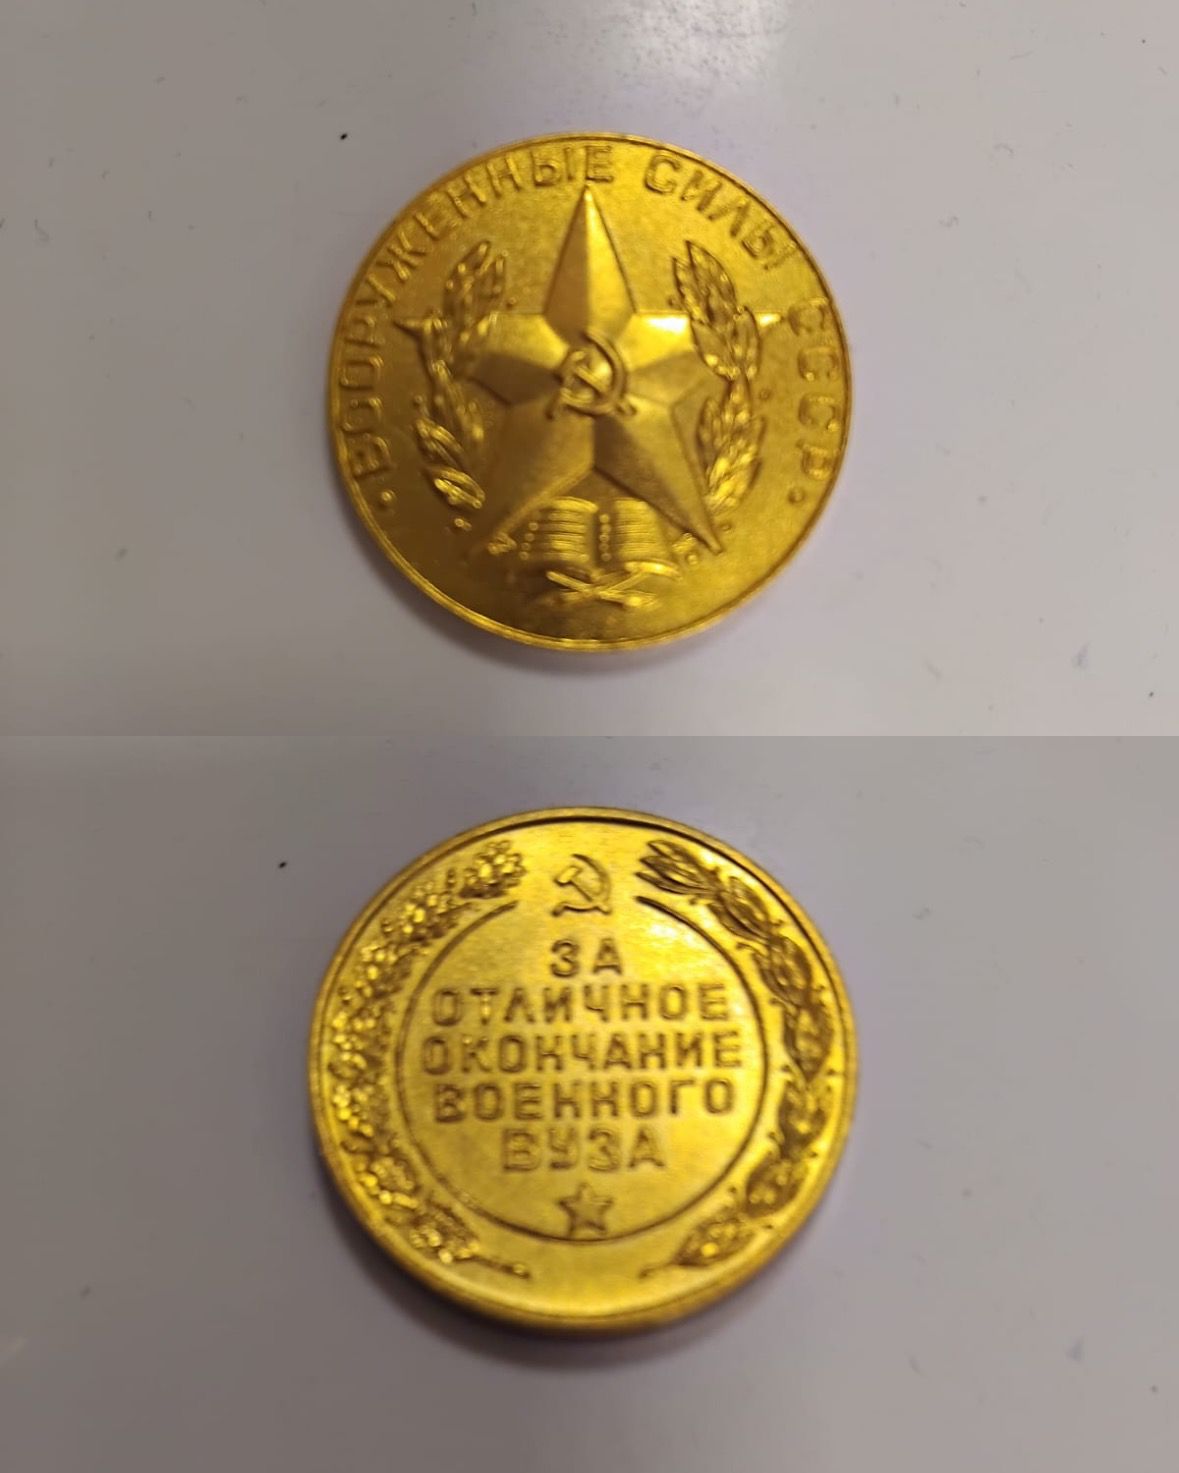 ВООРУЖЕННЫЕ СИЛЫ СССР
ЗА
ОТЛИЧНОЕ
ОКОНЧАНИЕ
ВОЕННОГО
ВУЗА